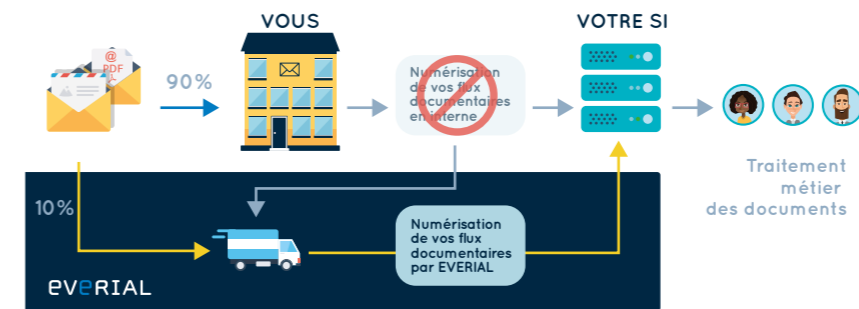 VOUS
VOTRE SI
@
PDF
90%
Numérisation
de vos flux
documentaires
en interne
Traitement
métier
des documents
10%
Numérisation
de vos flux
documentaires
par EVERIAL
eVeRIAL